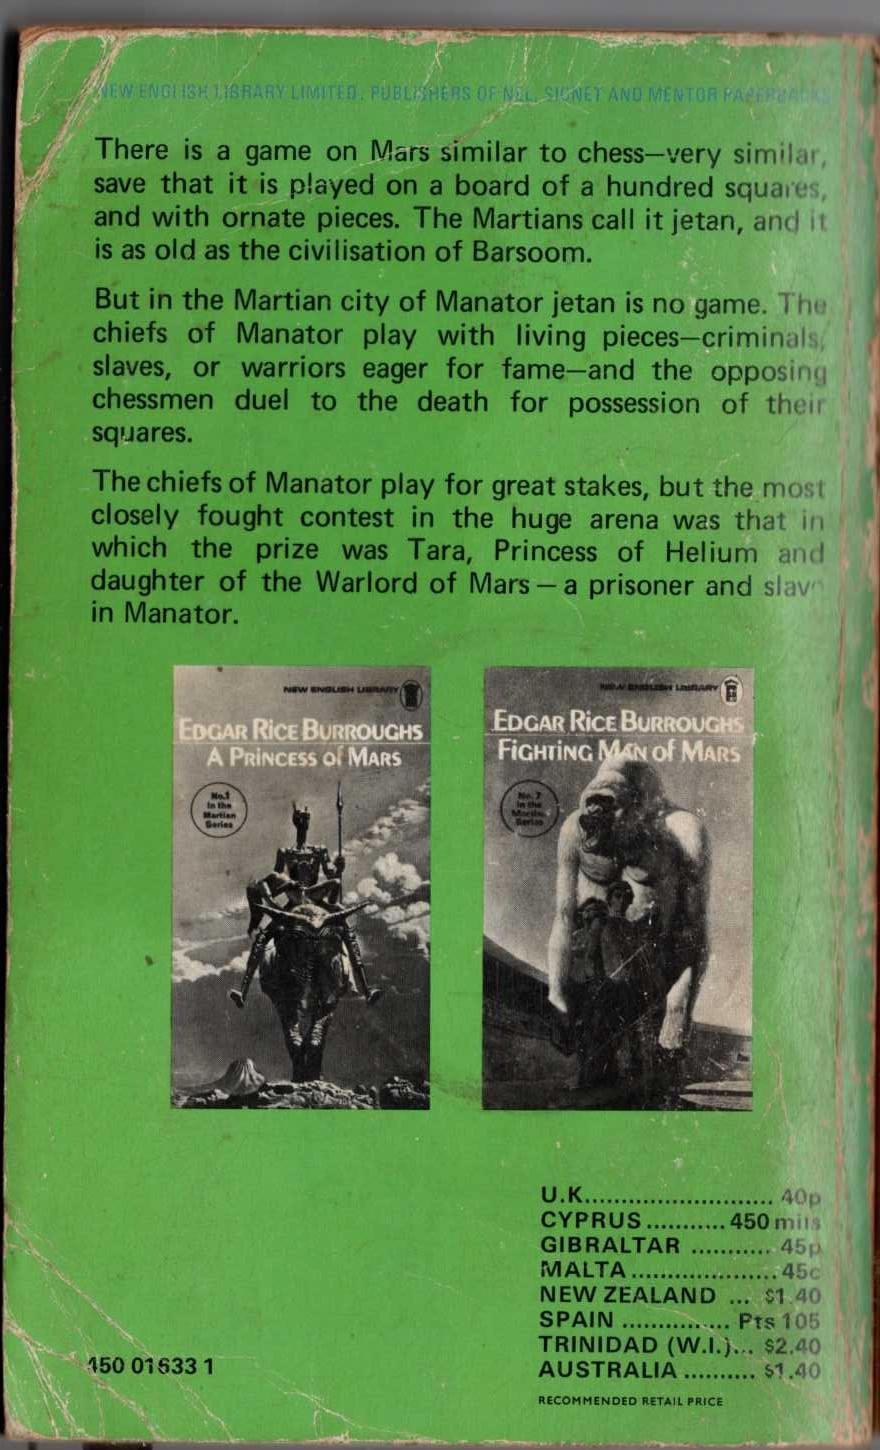 NEW ENGLISH LIBRARY LIMITED, PUBLISHERS OF NEL, SIGNET AND MENTOR PAPERBACKS
There is a game on Mars similar to chess—very similar,
save that it is played on a board of a hundred squares,
and with ornate pieces. The Martians call it jetan, and it
is as old as the civilisation of Barsoom.
But in the Martian city of Manator jetan is no game. The
chiefs of Manator play with living pieces—criminals,
slaves, or warriors eager for fame—and the opposing
chessmen duel to the death for possession of their
squares.
The chiefs of Manator play for great stakes, but the most
closely fought contest in the huge arena was that in
which the prize was Tara, Princess of Helium and
daughter of the Warlord of Mars — a prisoner and slave
in Manator.
NEW ENGLISH LIBRARY
EDGAR RICE BURROUGHS
A PRINCESS of MARS
No.1
in the
Martian
Series
NEW ENGLISH LIBRARY
EDGAR RICE BURROUGHS
FIGHTING MAN of MARS
No. 7
in the
Martian
Series
U.K.......................... 40p
CYPRUS ........... 450 mils
GIBRALTAR ........... 45p
MALTA .................... 45c
NEW ZEALAND ... $1.40
SPAIN ............... Pts 105
TRINIDAD (W.I.)... $2.40
AUSTRALIA .......... $1.40
RECOMMENDED RETAIL PRICE
450 01633 1